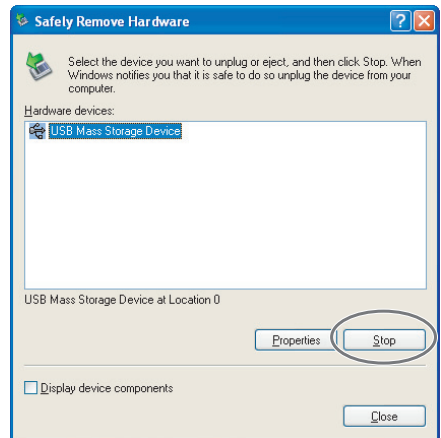 Safely Remove Hardware
Select the device you want to unplug or eject, and then click Stop. When
Windows notifies you that it is safe to do so unplug the device from your
computer.
Hardware devices:
USB Mass Storage Device
USB Mass Storage Device at Location 0
Properties
Stop
Display device components
Close